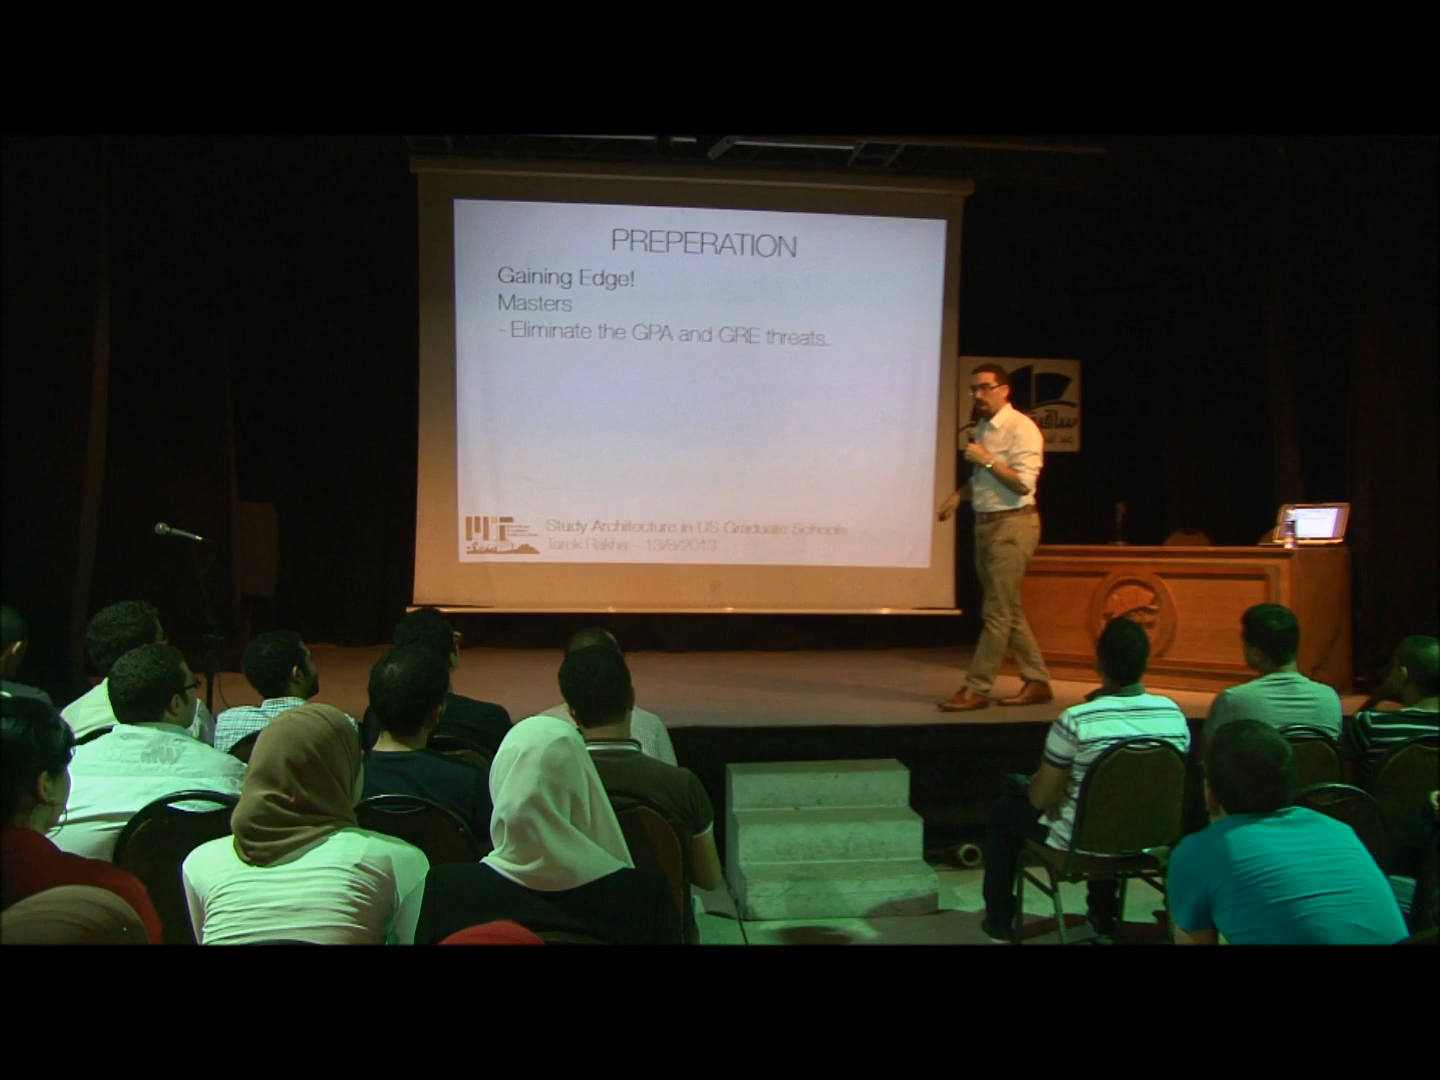 PREPERATION
Gaining Edge!
Masters
- Eliminate the GPA and GRE threats.
Study Architecture in US Graduate Schools
Tarek Rakha - 13/8/2013
ساقية